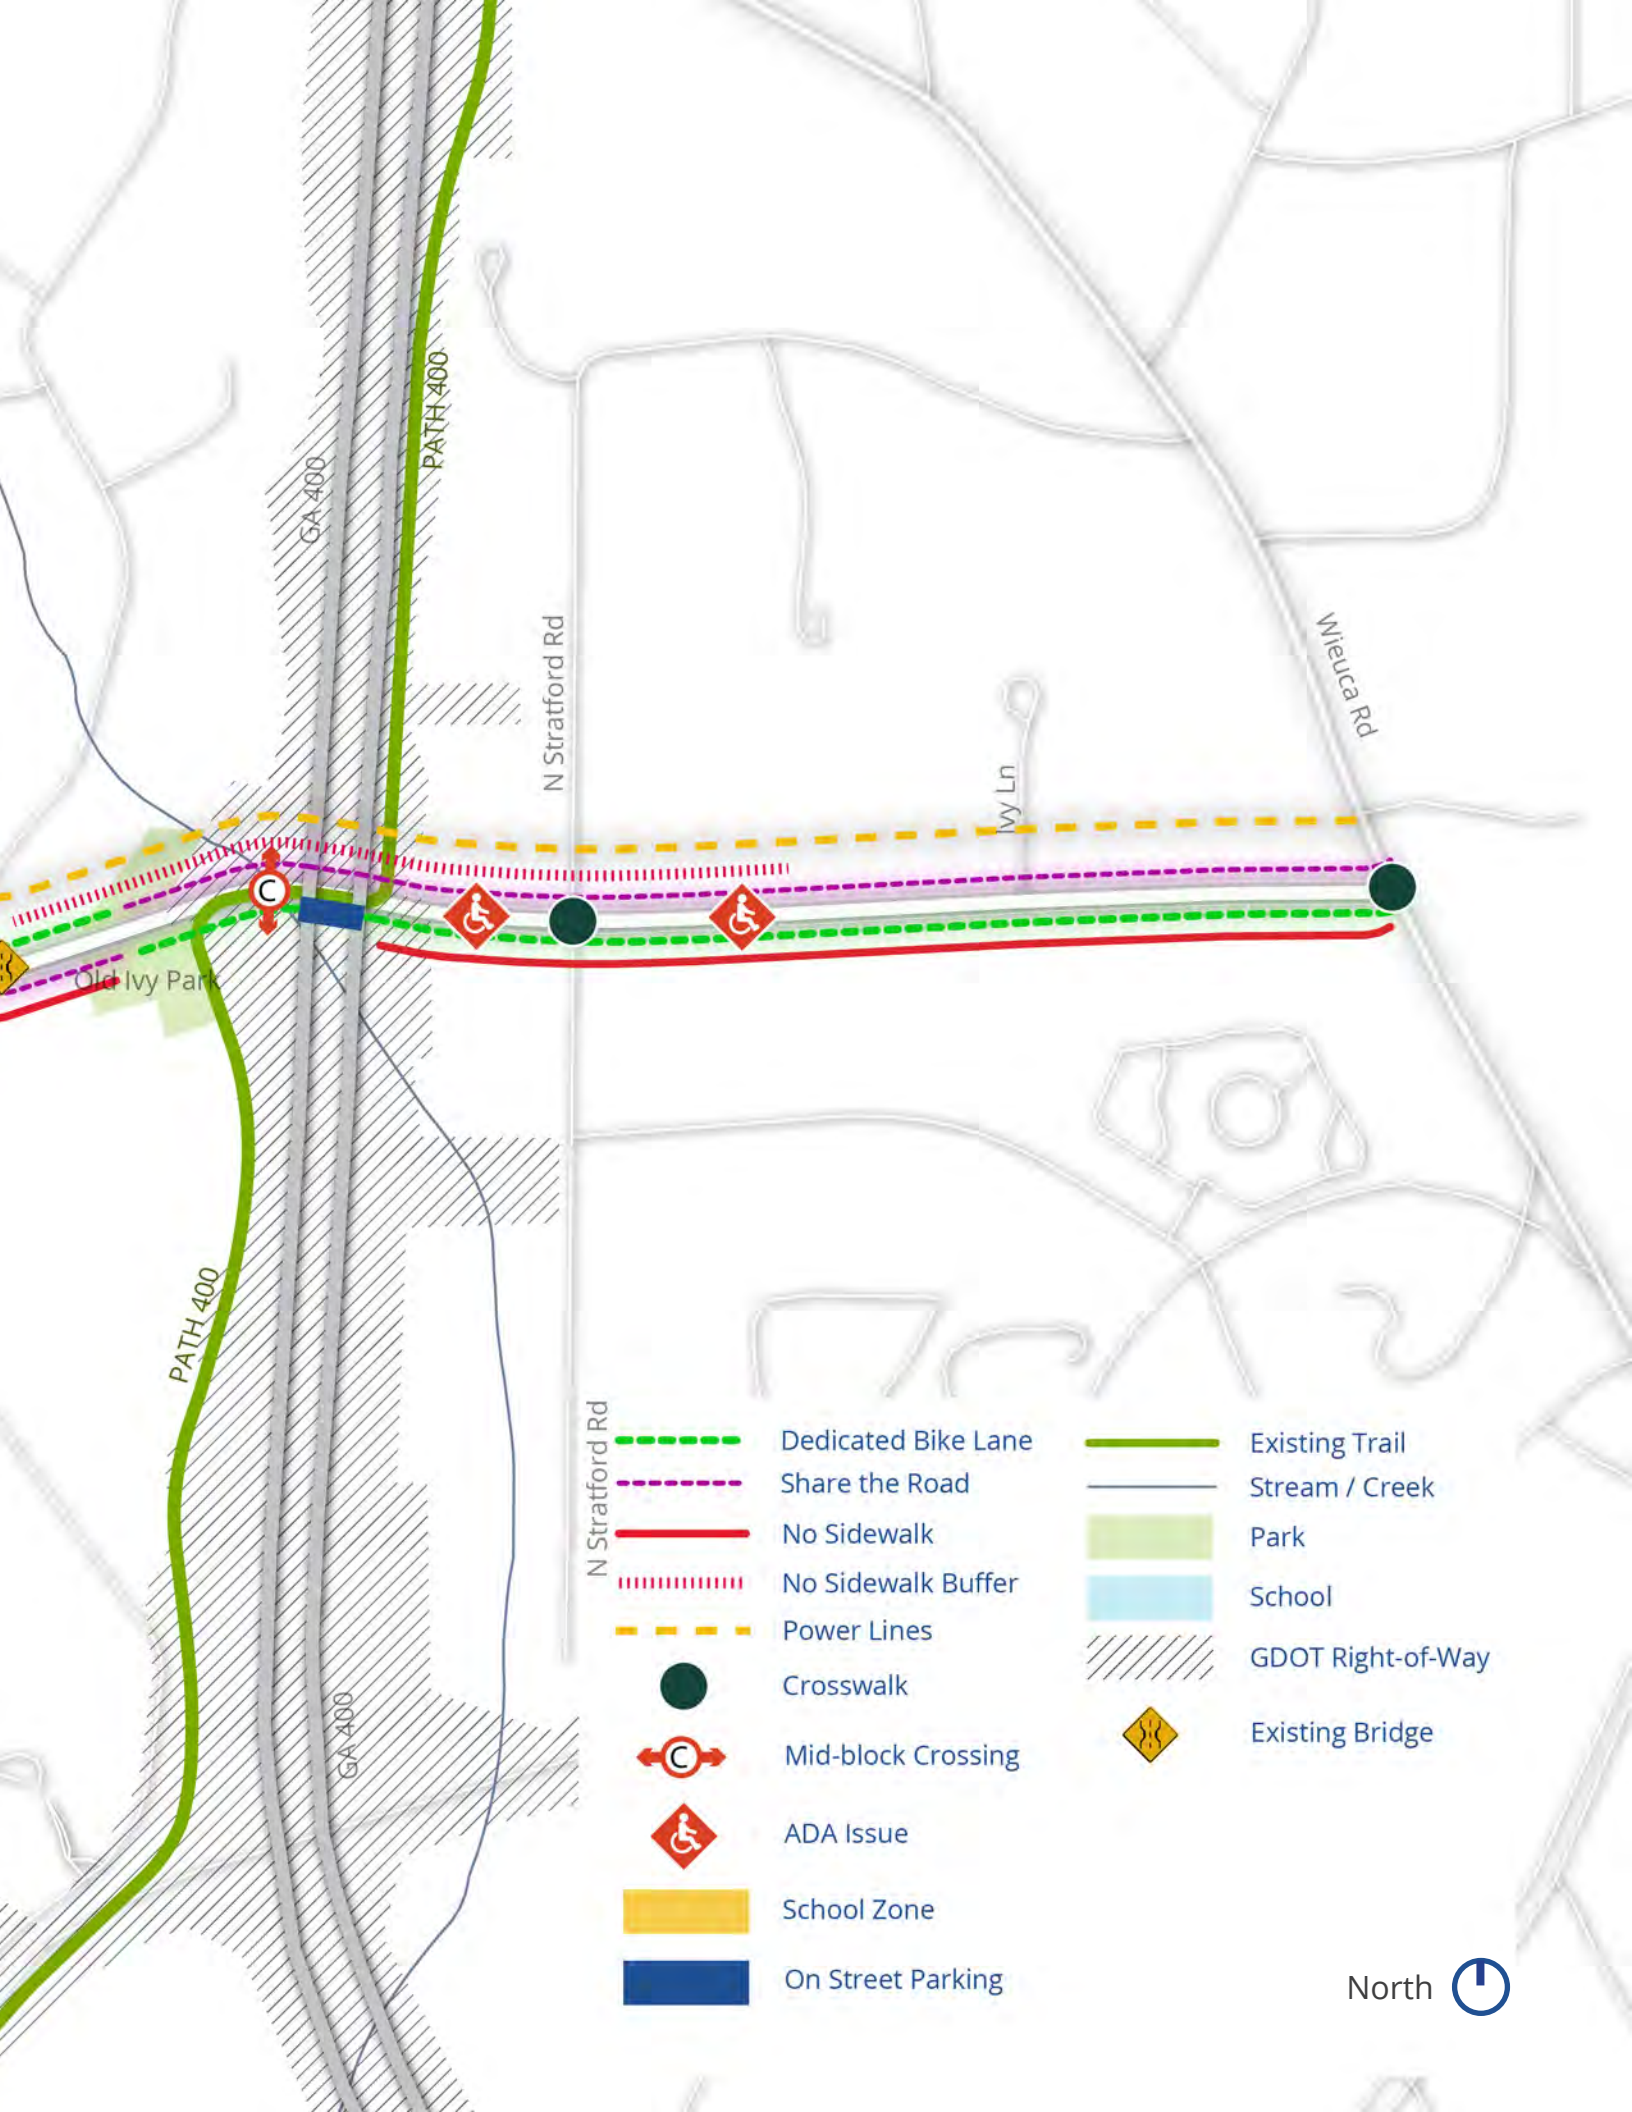 PATH 400
GA 400
N Stratford Rd
Wieuca Rd
Ivy Ln
C
Old Ivy Park
PATH 400
N Stratford Rd
GA 400
Dedicated Bike Lane
Share the Road
No Sidewalk
No Sidewalk Buffer
Power Lines
Crosswalk
C
Mid-block Crossing
ADA Issue
School Zone
On Street Parking
Existing Trail
Stream / Creek
Park
School
GDOT Right-of-Way
Existing Bridge
North